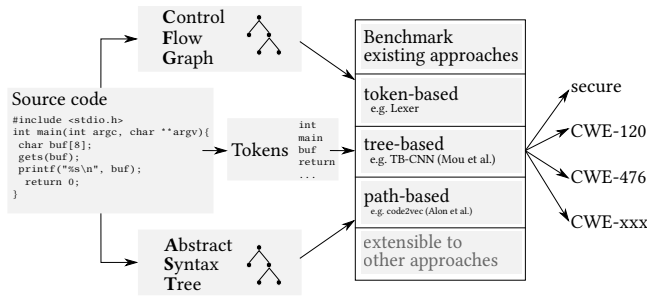 Control
Flow
Graph
Source code
#include <stdio.h>
int main(int argc, char **argv){
char buf[8];
gets(buf);
printf("%s\n", buf);
return 0;
}
Tokens
int
main
buf
return
...
Abstract
Syntax
Tree
Benchmark
existing approaches
token-based
e.g. Lexer
tree-based
e.g. TB-CNN (Mou et al.)
path-based
e.g. code2vec (Alon et al.)
extensible to
other approaches
secure
CWE-120
CWE-476
CWE-xxx